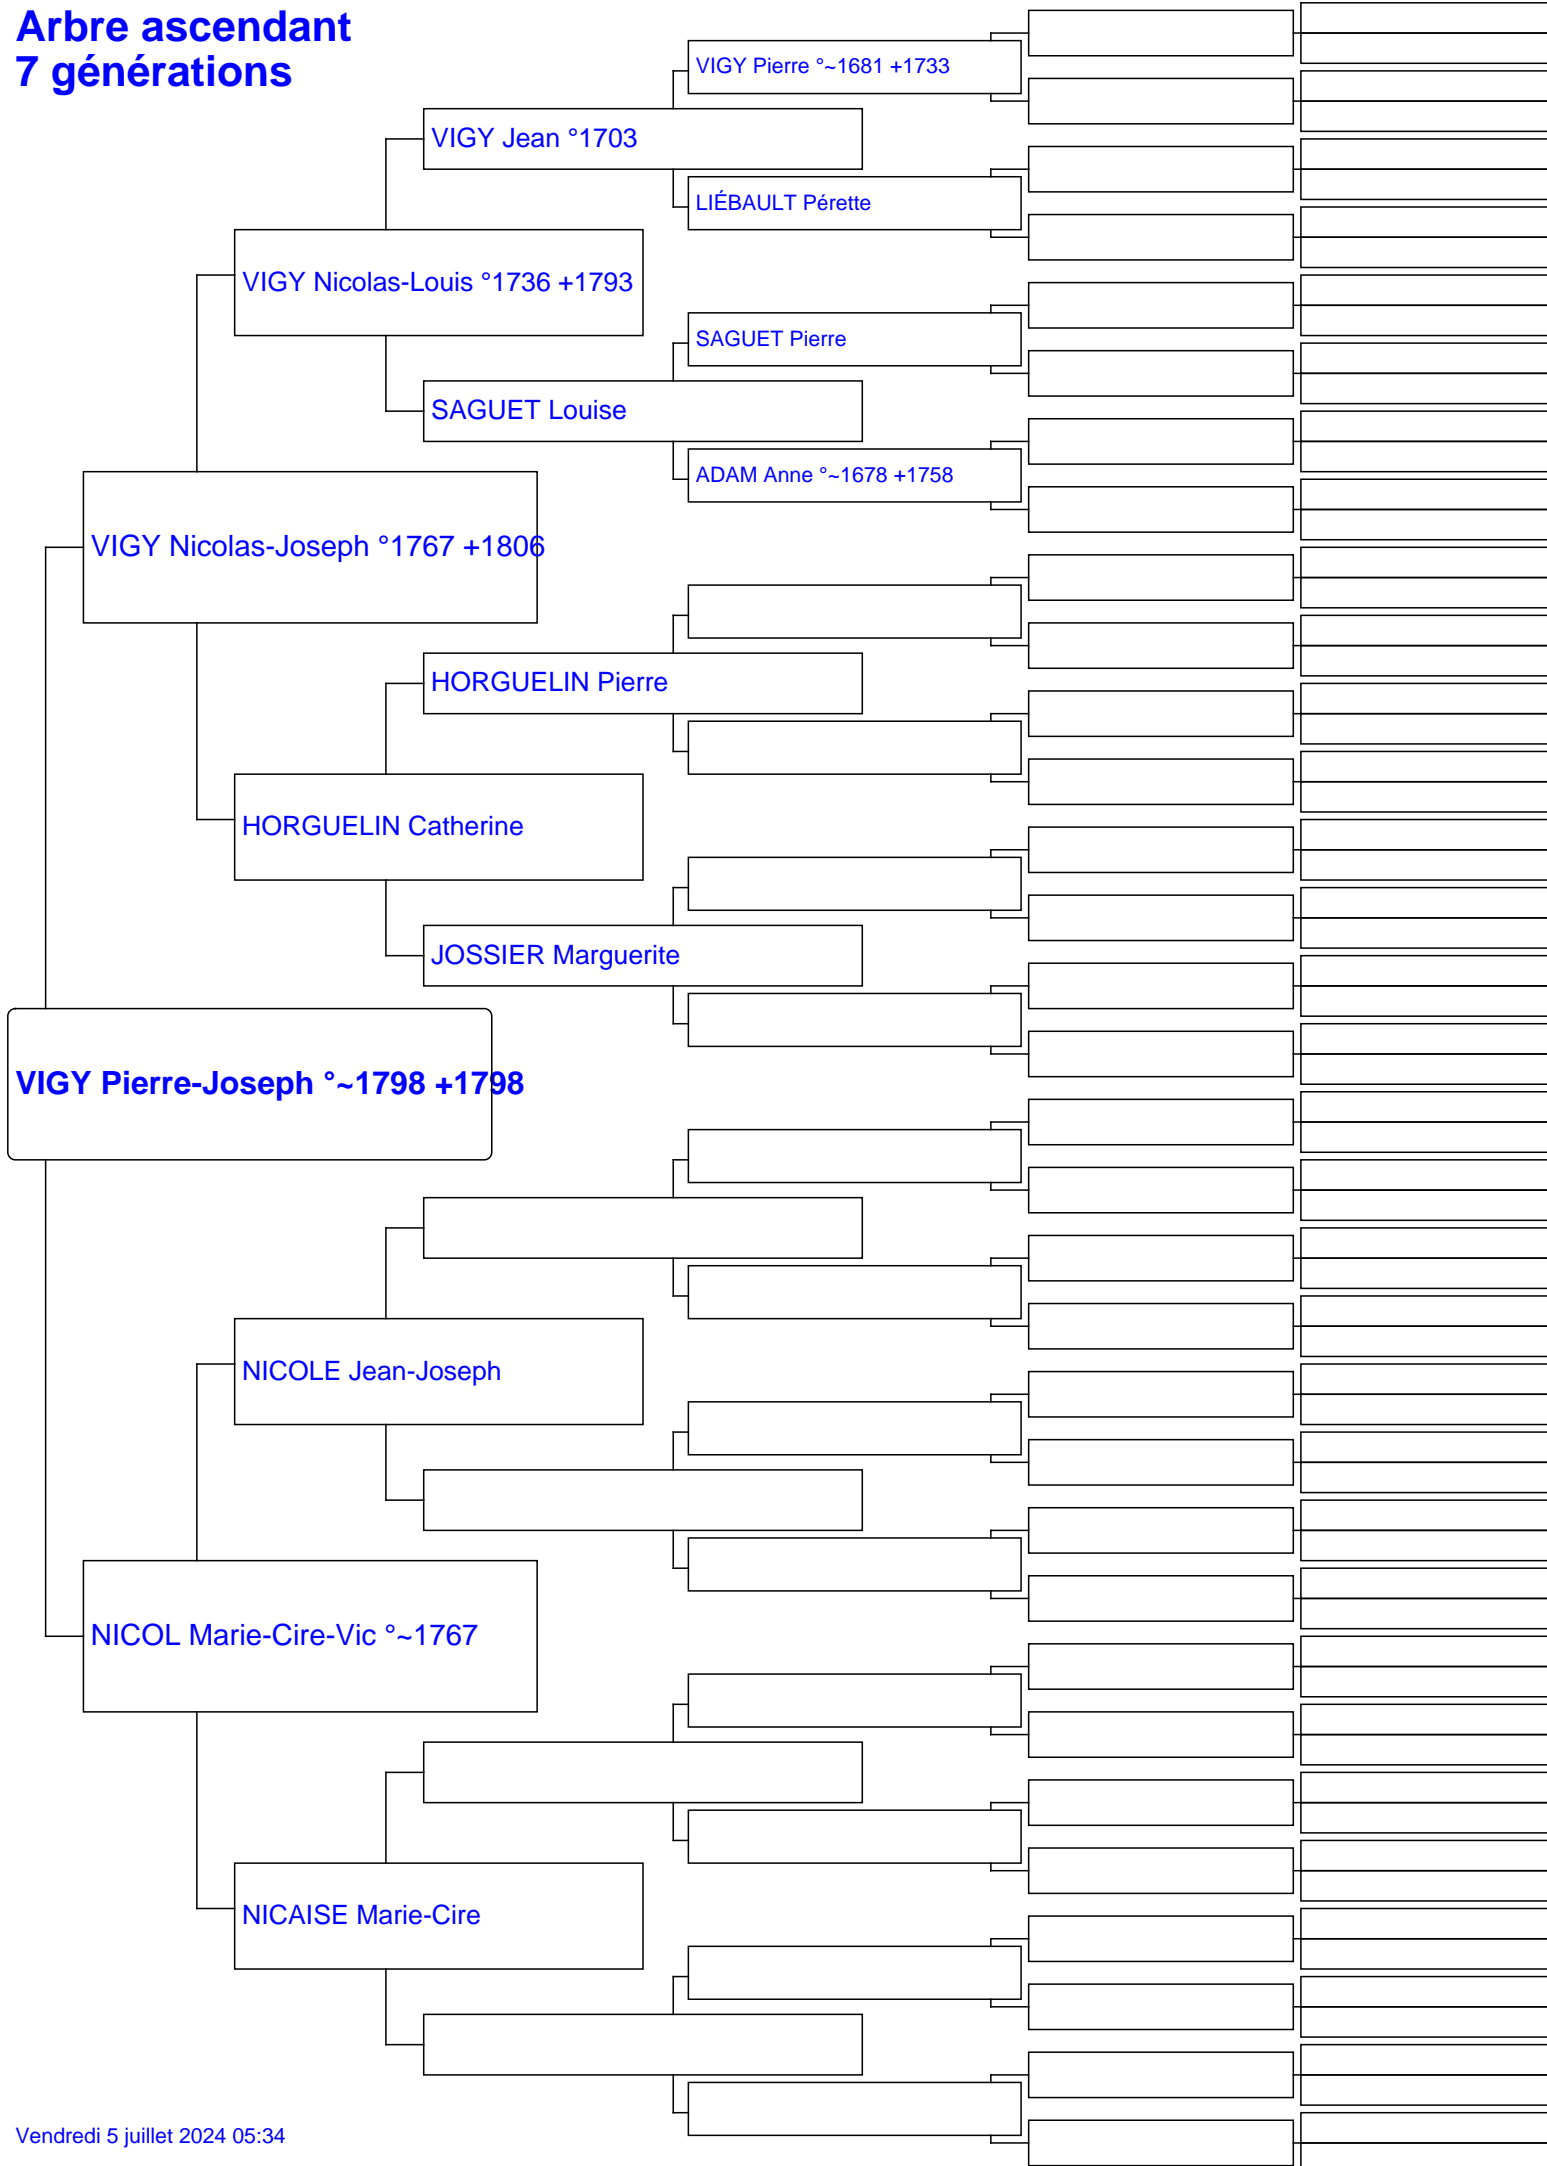 Arbre ascendant
7 générations
VIGY Pierre °~1681 +1733
VIGY Jean °1703
LIÉBAULT Pérette
VIGY Nicolas-Louis °1736 +1793
SAGUET Pierre
SAGUET Louise
ADAM Anne °~1678 +1758
VIGY Nicolas-Joseph °1767 +1806
HORGUELIN Pierre
HORGUELIN Catherine
JOSSIER Marguerite
VIGY Pierre-Joseph °~1798 +1798
NICOLE Jean-Joseph
NICOL Marie-Cire-Vic °~1767
NICAISE Marie-Cire
Vendredi 5 juillet 2024 05:34